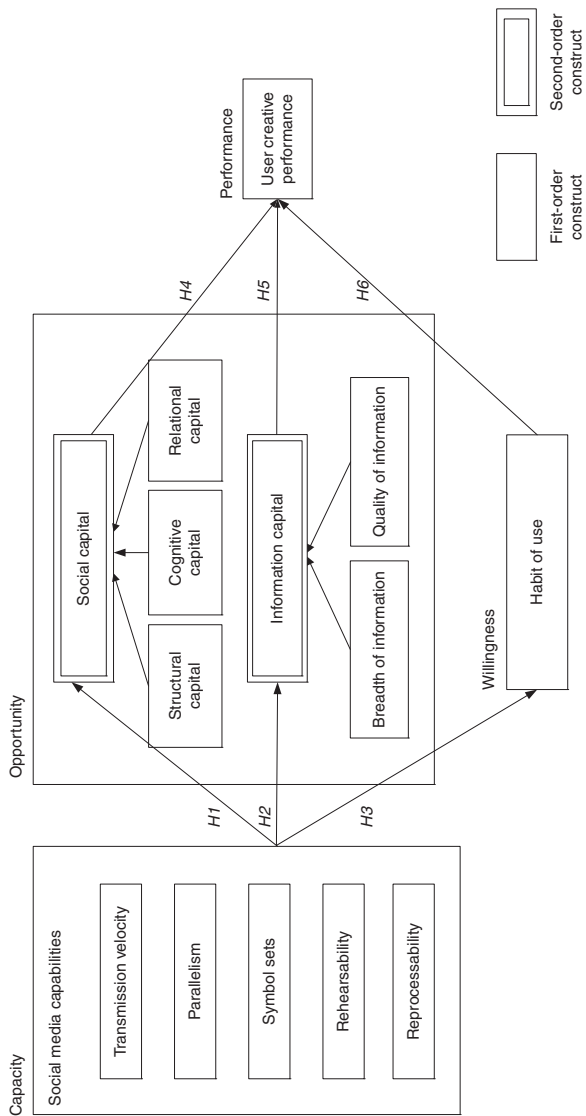 Capacity
Social media capabilities
Transmission velocity
Parallelism
Symbol sets
Rehearsability
Reprocessability
H1
H2
H3
Opportunity
Social capital
Structural
capital
Cognitive
capital
Relational
capital
Information capital
Breadth of information
Quality of information
Willingness
Habit of use
H4
H5
H6
Performance
User creative
performance
First-order
construct
Second-order
construct